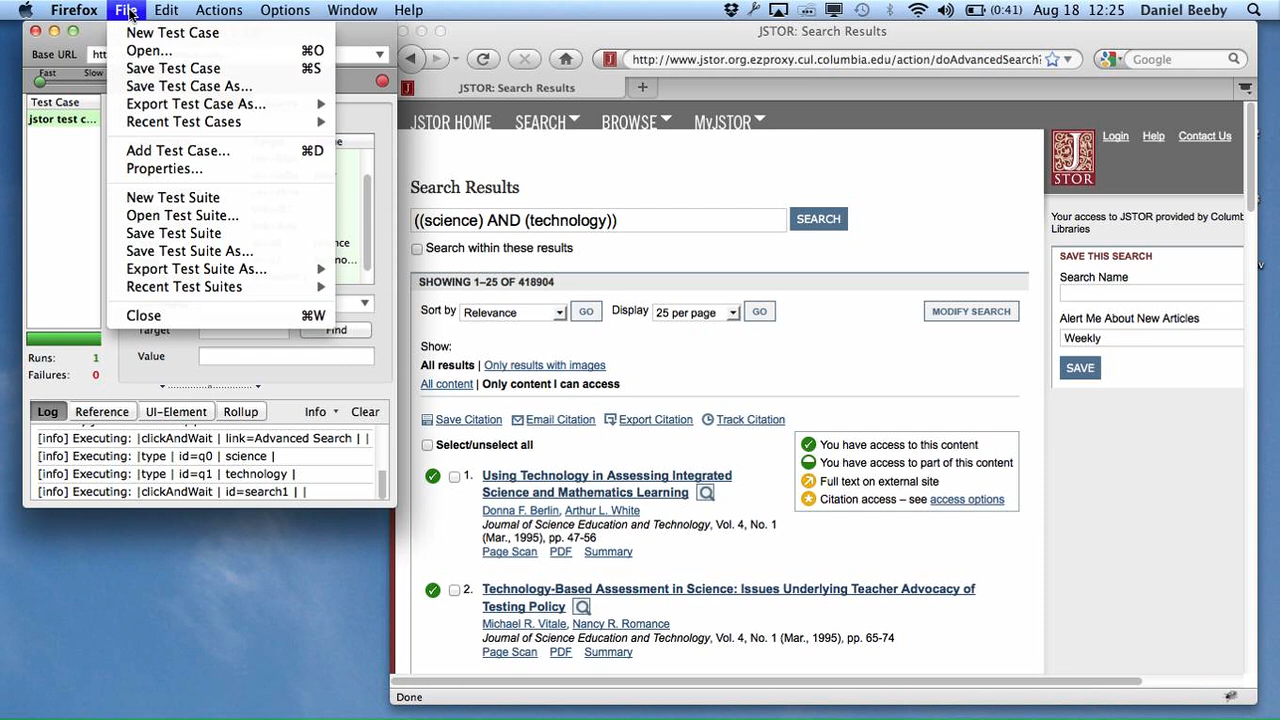 Firefox File Edit Actions Options Window Help (0:41) Aug 18 12:25 Daniel Beeby
New Test Case
Open... ⌘O
Save Test Case ⌘S
Save Test Case As...
Export Test Case As...
Recent Test Cases
Add Test Case... ⌘D
Properties...
New Test Suite
Open Test Suite...
Save Test Suite
Save Test Suite As...
Export Test Suite As...
Recent Test Suites
Close ⌘W
Base URL htt
Fast Slow
Test Case
jstor test c...
Target Find
Value
Runs: 1
Failures: 0
Log Reference UI-Element Rollup Info Clear
[info] Executing: |clickAndWait | link=Advanced Search | |
[info] Executing: |type | id=q0 | science |
[info] Executing: |type | id=q1 | technology |
[info] Executing: |clickAndWait | id=search1 | |
JSTOR: Search Results
http://www.jstor.org.ezproxy.cul.columbia.edu/action/doAdvancedSearch? Google
JSTOR: Search Results
JSTOR HOME SEARCH BROWSE MyJSTOR
JSTOR
Login Help Contact Us
Your access to JSTOR provided by Columb
Libraries
SAVE THIS SEARCH
Search Name
Alert Me About New Articles
Weekly
SAVE
Search Results
((science) AND (technology)) SEARCH
Search within these results
SHOWING 1–25 OF 418904
Sort by Relevance GO Display 25 per page GO MODIFY SEARCH
Show:
All results | Only results with images
All content | Only content I can access
Save Citation Email Citation Export Citation Track Citation
Select/unselect all
You have access to this content
You have access to part of this content
Full text on external site
Citation access – see access options
1. Using Technology in Assessing Integrated
Science and Mathematics Learning
Donna F. Berlin, Arthur L. White
Journal of Science Education and Technology, Vol. 4, No. 1
(Mar., 1995), pp. 47-56
Page Scan PDF Summary
2. Technology-Based Assessment in Science: Issues Underlying Teacher Advocacy of
Testing Policy
Michael R. Vitale, Nancy R. Romance
Journal of Science Education and Technology, Vol. 4, No. 1 (Mar., 1995), pp. 65-74
Page Scan PDF Summary
Done